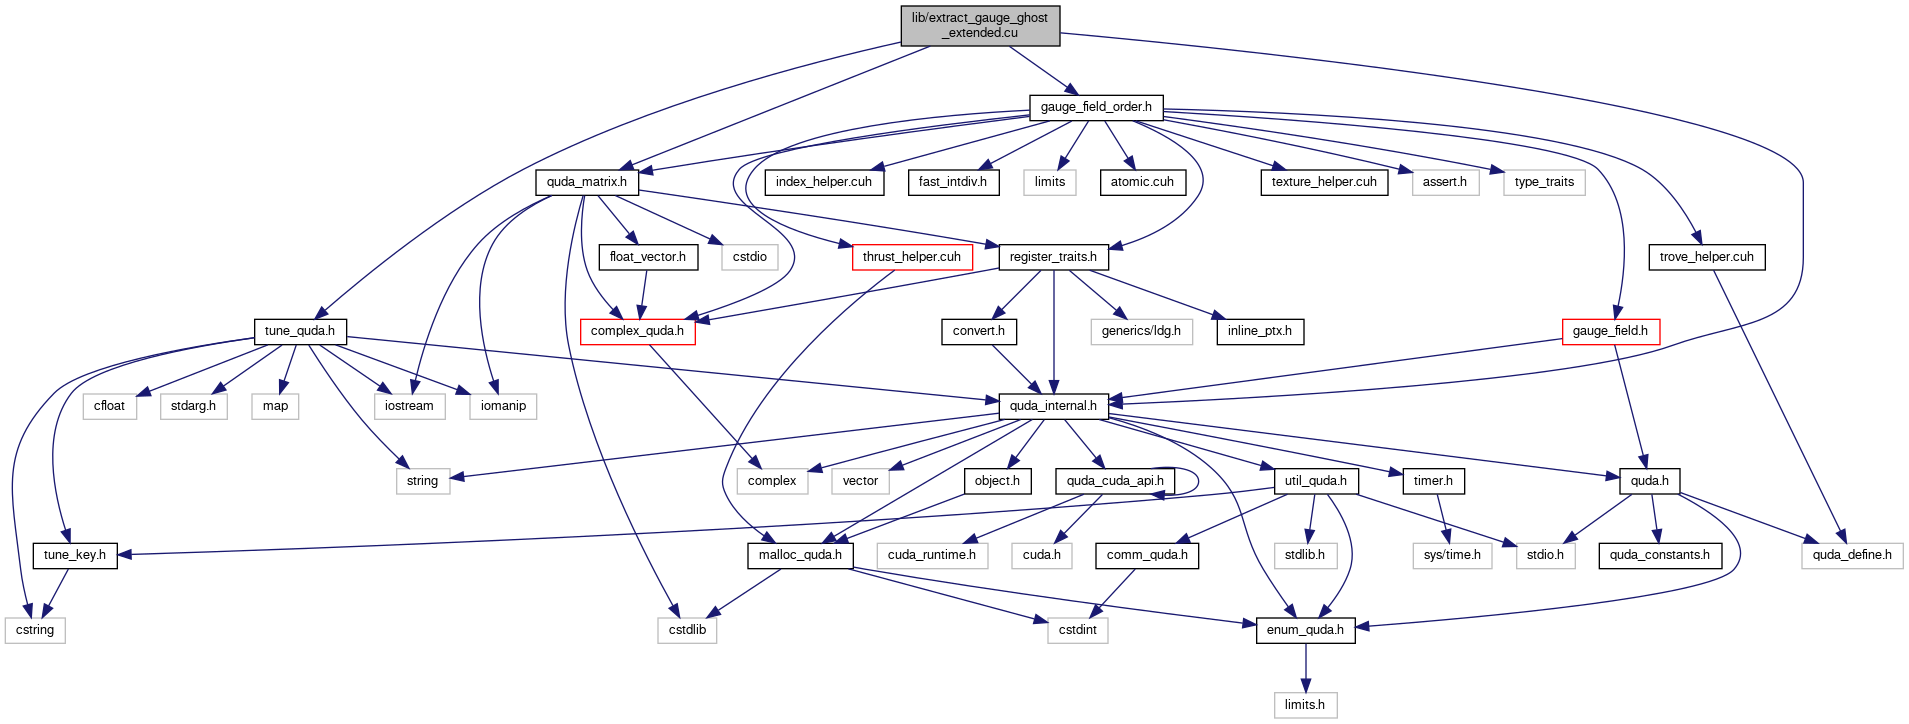 lib/extract_gauge_ghost
_extended.cu
gauge_field_order.h
quda_matrix.h
index_helper.cuh
fast_intdiv.h
limits
atomic.cuh
texture_helper.cuh
assert.h
type_traits
float_vector.h
cstdio
thrust_helper.cuh
register_traits.h
trove_helper.cuh
tune_quda.h
complex_quda.h
convert.h
generics/ldg.h
inline_ptx.h
gauge_field.h
cfloat
stdarg.h
map
iostream
iomanip
quda_internal.h
string
complex
vector
object.h
quda_cuda_api.h
util_quda.h
timer.h
quda.h
tune_key.h
malloc_quda.h
cuda_runtime.h
cuda.h
comm_quda.h
stdlib.h
sys/time.h
stdio.h
quda_constants.h
quda_define.h
cstring
cstdlib
cstdint
enum_quda.h
limits.h